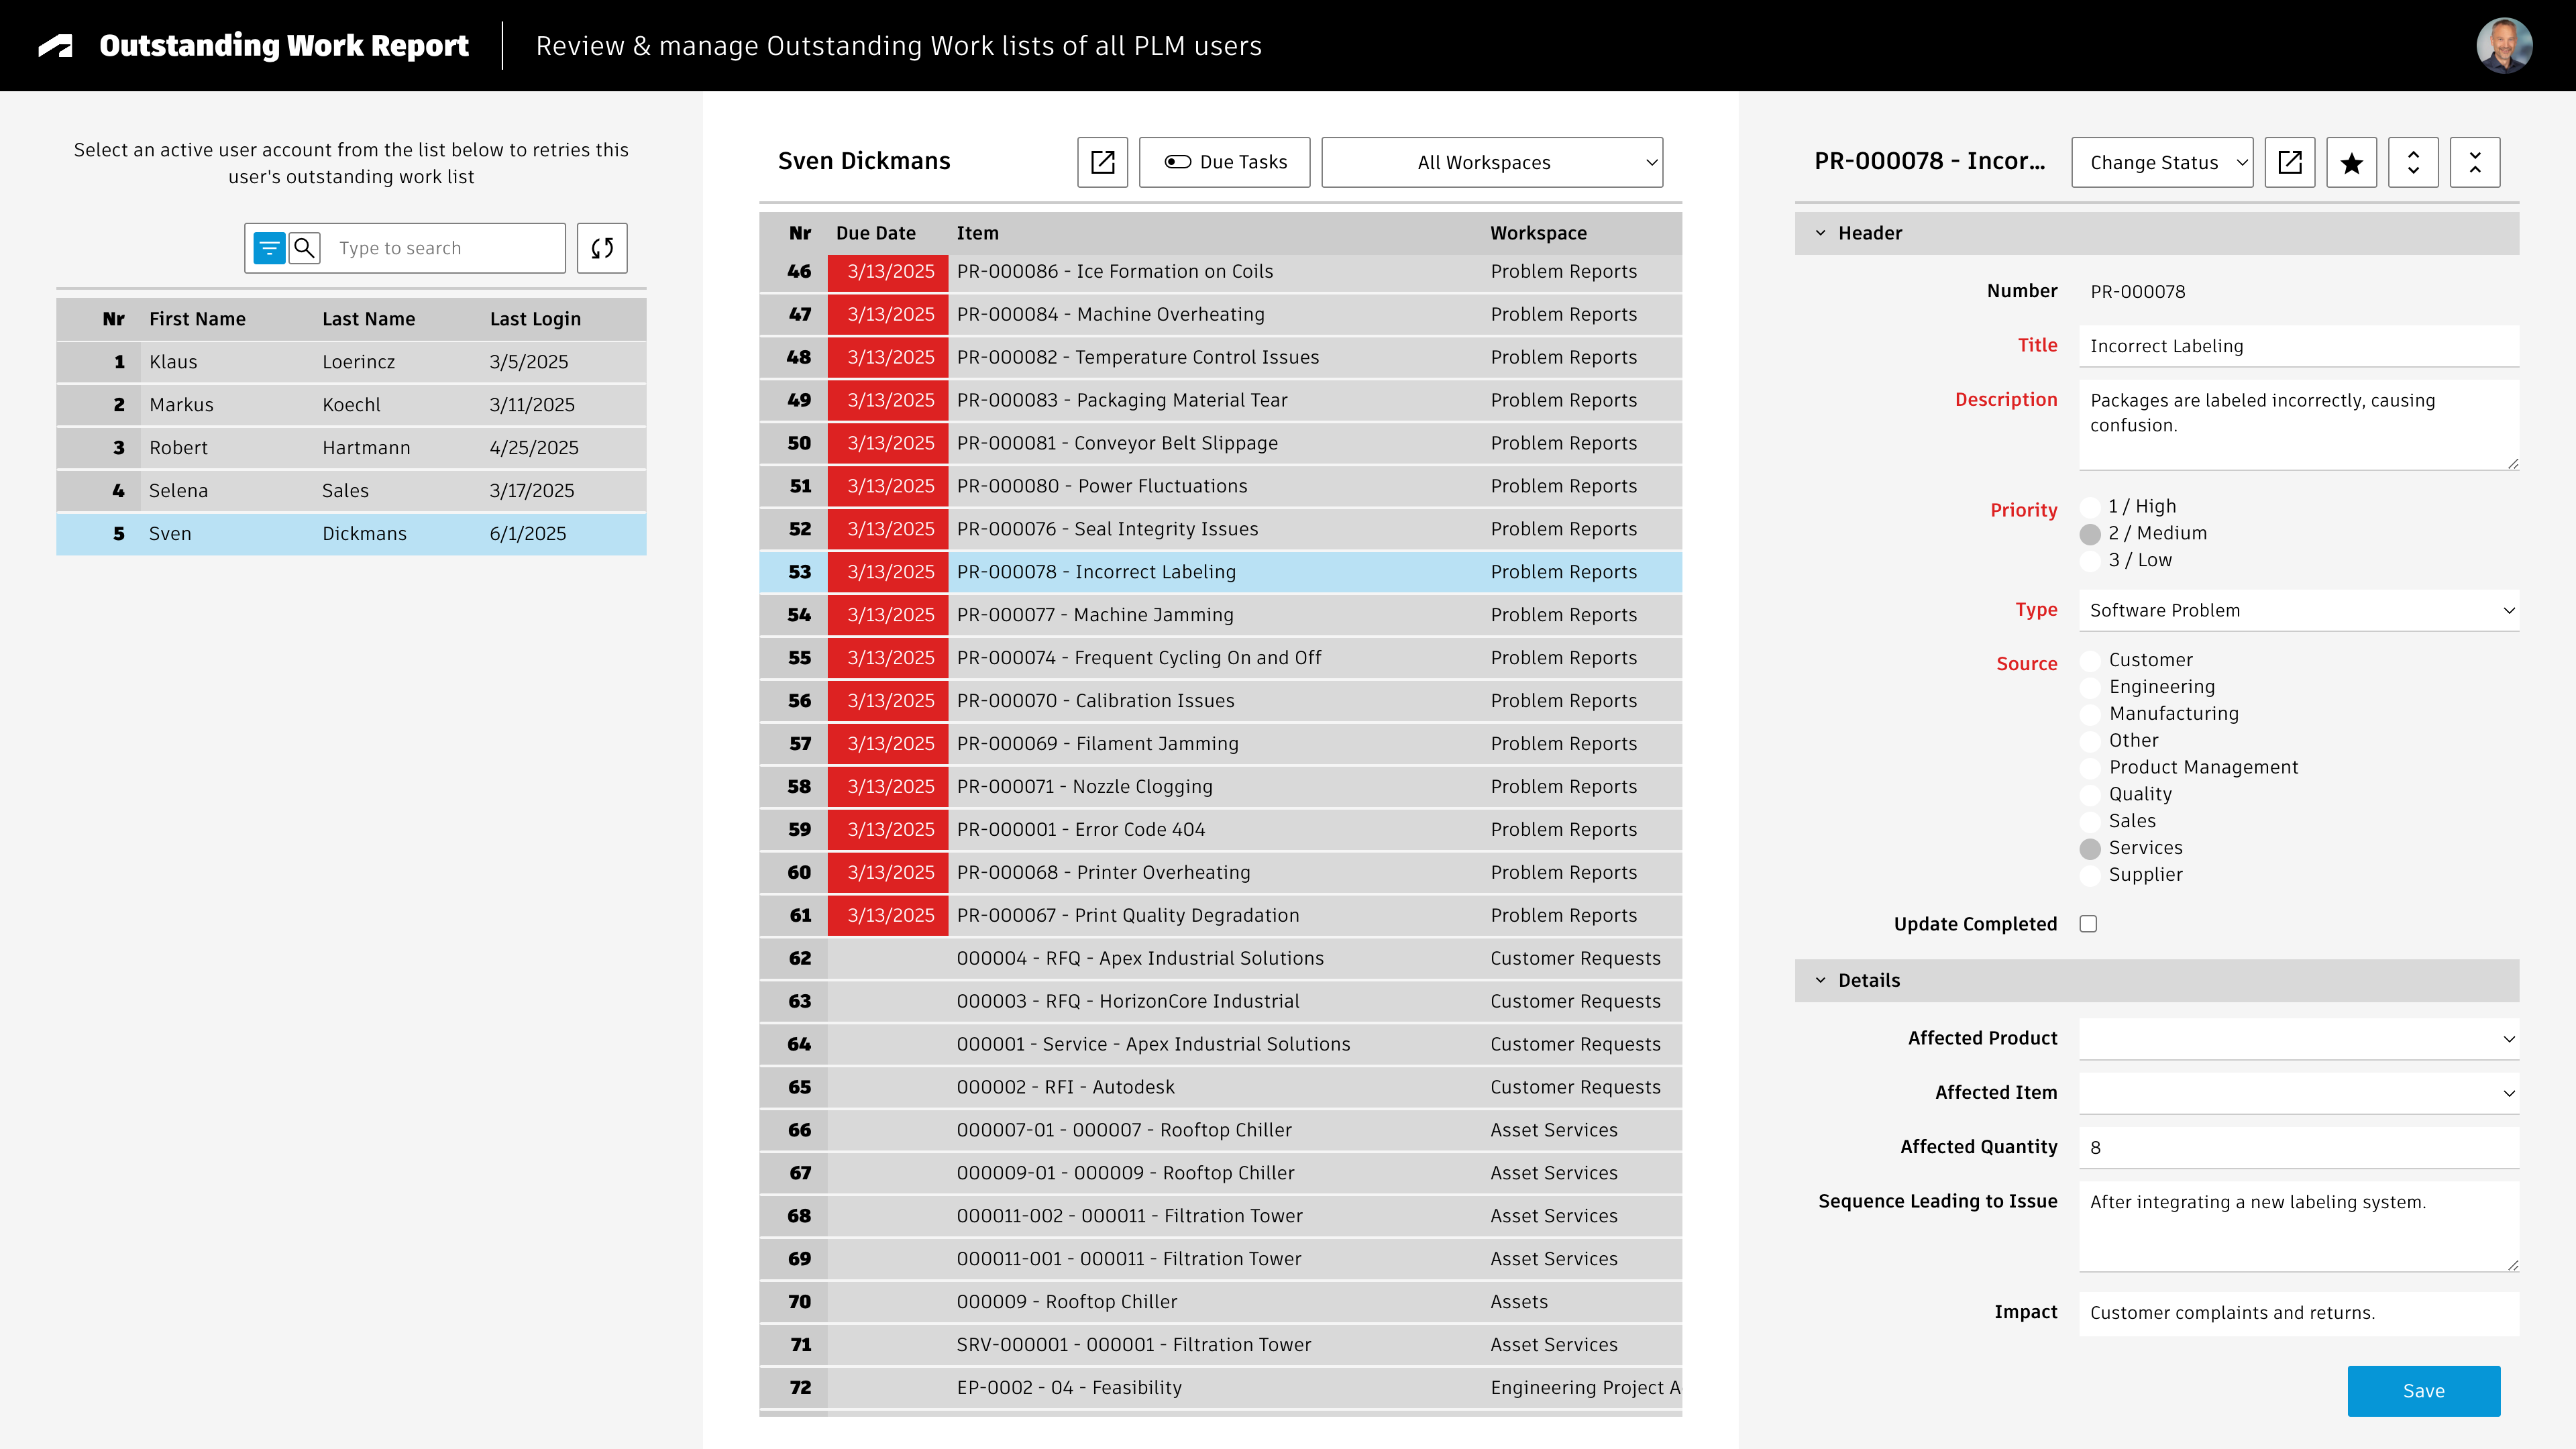 Outstanding Work Report
Review & manage Outstanding Work lists of all PLM users
Select an active user account from the list below to retries this
user's outstanding work list
Type to search
Nr First Name Last Name Last Login
1 Klaus Loerincz 3/5/2025
2 Markus Koechl 3/11/2025
3 Robert Hartmann 4/25/2025
4 Selena Sales 3/17/2025
5 Sven Dickmans 6/1/2025
Sven Dickmans
Due Tasks
All Workspaces
Nr Due Date Item Workspace
46 3/13/2025 PR-000086 - Ice Formation on Coils Problem Reports
47 3/13/2025 PR-000084 - Machine Overheating Problem Reports
48 3/13/2025 PR-000082 - Temperature Control Issues Problem Reports
49 3/13/2025 PR-000083 - Packaging Material Tear Problem Reports
50 3/13/2025 PR-000081 - Conveyor Belt Slippage Problem Reports
51 3/13/2025 PR-000080 - Power Fluctuations Problem Reports
52 3/13/2025 PR-000076 - Seal Integrity Issues Problem Reports
53 3/13/2025 PR-000078 - Incorrect Labeling Problem Reports
54 3/13/2025 PR-000077 - Machine Jamming Problem Reports
55 3/13/2025 PR-000074 - Frequent Cycling On and Off Problem Reports
56 3/13/2025 PR-000070 - Calibration Issues Problem Reports
57 3/13/2025 PR-000069 - Filament Jamming Problem Reports
58 3/13/2025 PR-000071 - Nozzle Clogging Problem Reports
59 3/13/2025 PR-000001 - Error Code 404 Problem Reports
60 3/13/2025 PR-000068 - Printer Overheating Problem Reports
61 3/13/2025 PR-000067 - Print Quality Degradation Problem Reports
62 000004 - RFQ - Apex Industrial Solutions Customer Requests
63 000003 - RFQ - HorizonCore Industrial Customer Requests
64 000001 - Service - Apex Industrial Solutions Customer Requests
65 000002 - RFI - Autodesk Customer Requests
66 000007-01 - 000007 - Rooftop Chiller Asset Services
67 000009-01 - 000009 - Rooftop Chiller Asset Services
68 000011-002 - 000011 - Filtration Tower Asset Services
69 000011-001 - 000011 - Filtration Tower Asset Services
70 000009 - Rooftop Chiller Assets
71 SRV-000001 - 000001 - Filtration Tower Asset Services
72 EP-0002 - 04 - Feasibility Engineering Project A
PR-000078 - Incor...
Change Status
Header
Number PR-000078
Title Incorrect Labeling
Description Packages are labeled incorrectly, causing
confusion.
Priority 1 / High
2 / Medium
3 / Low
Type Software Problem
Source Customer
Engineering
Manufacturing
Other
Product Management
Quality
Sales
Services
Supplier
Update Completed
Details
Affected Product
Affected Item
Affected Quantity 8
Sequence Leading to Issue After integrating a new labeling system.
Impact Customer complaints and returns.
Save